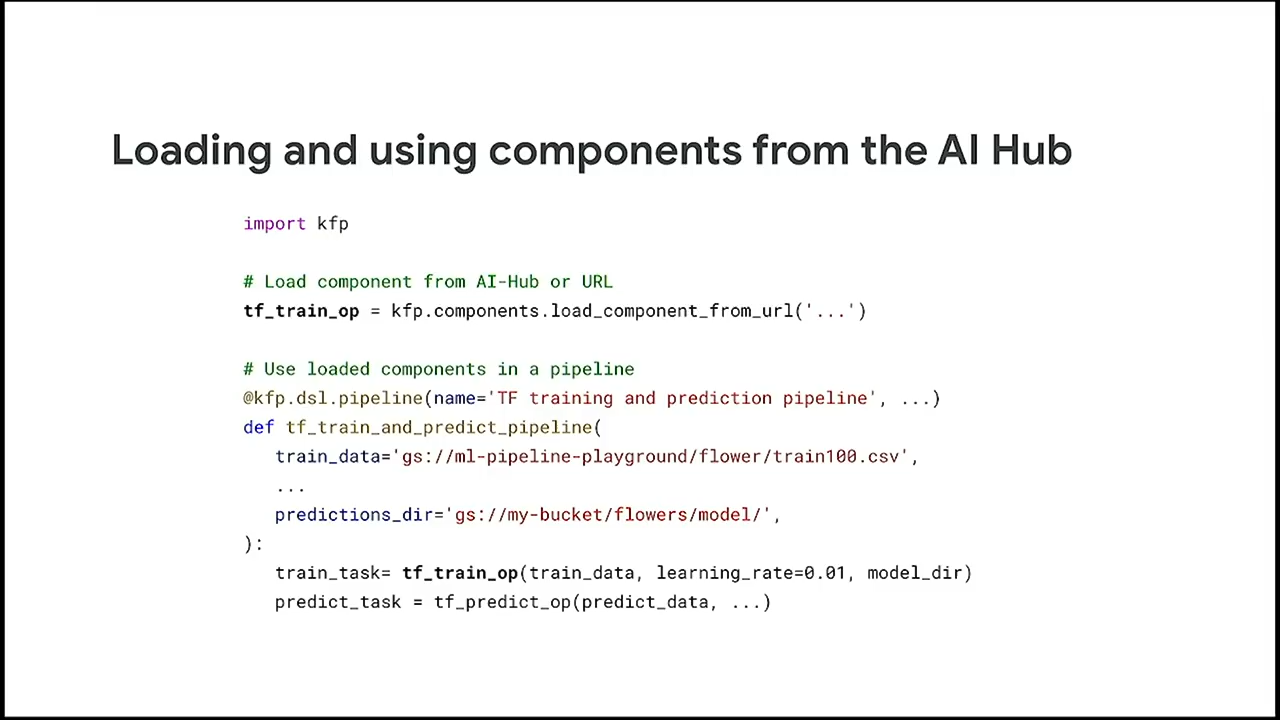 Loading and using components from the AI Hub
import kfp
# Load component from AI-Hub or URL
tf_train_op = kfp.components.load_component_from_url('...')
# Use loaded components in a pipeline
@kfp.dsl.pipeline(name='TF training and prediction pipeline', ...)
def tf_train_and_predict_pipeline(
train_data='gs://ml-pipeline-playground/flower/train100.csv',
...
predictions_dir='gs://my-bucket/flowers/model/',
):
train_task= tf_train_op(train_data, learning_rate=0.01, model_dir)
predict_task = tf_predict_op(predict_data, ...)